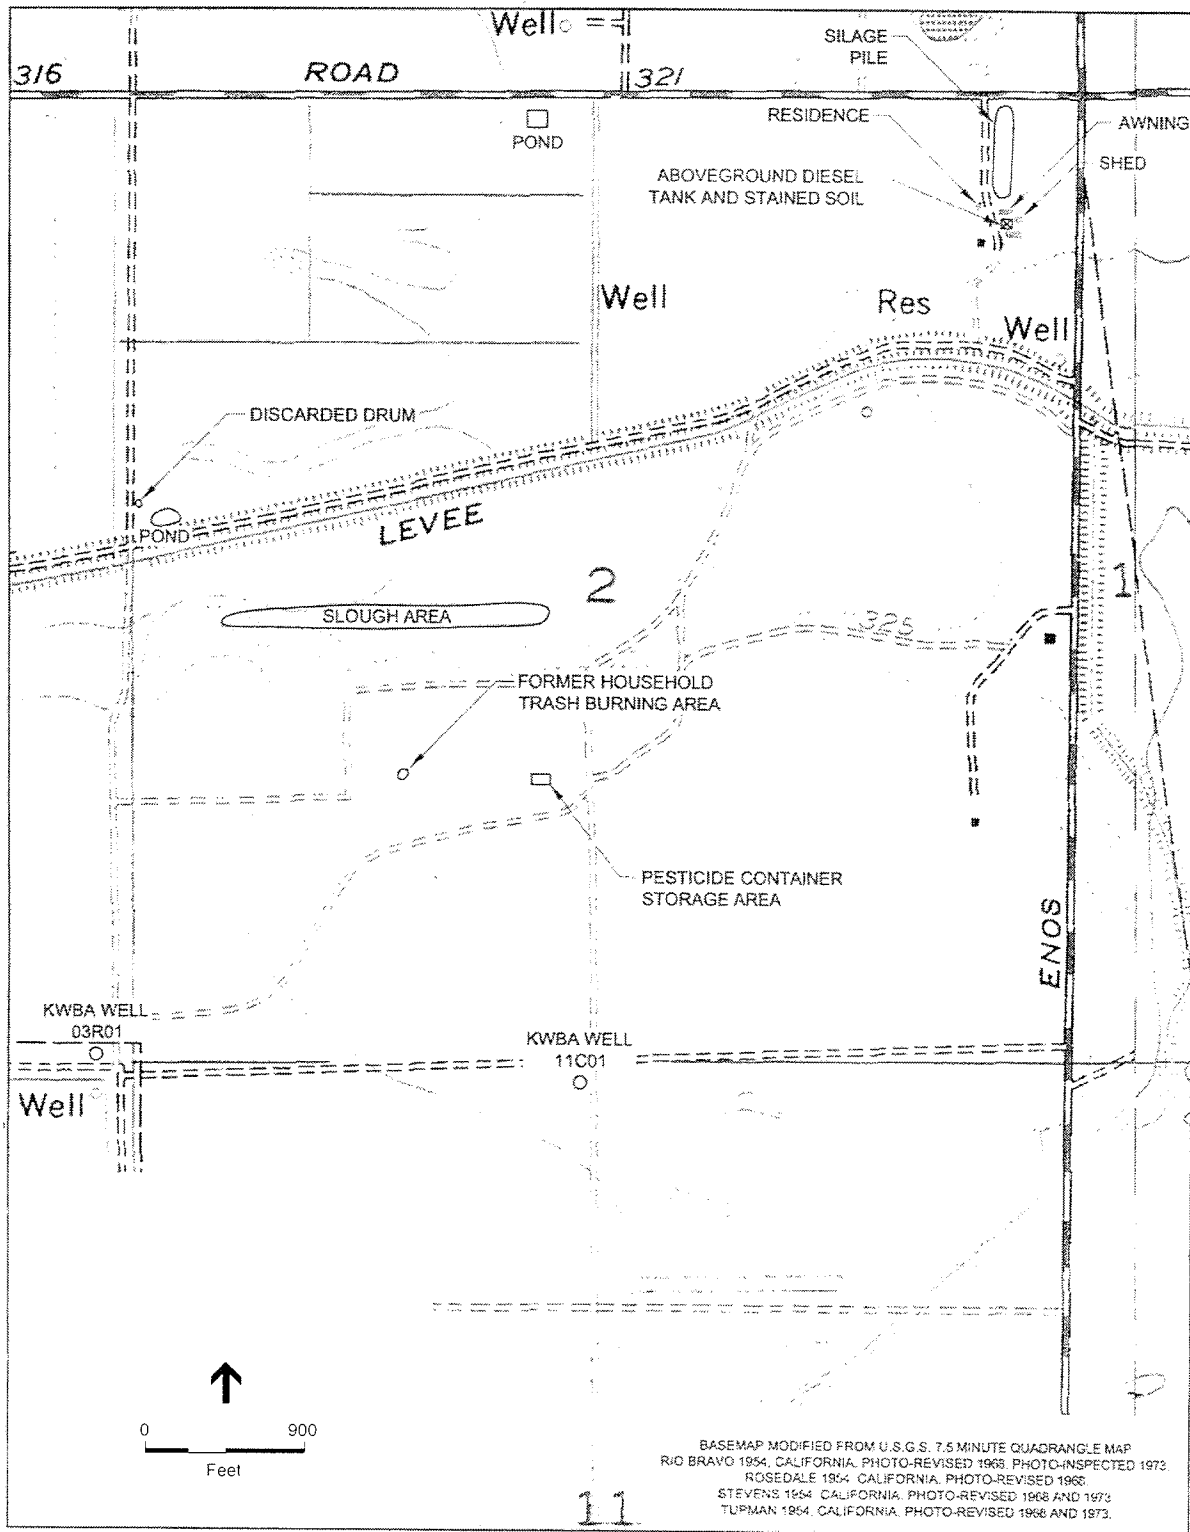 Well
SILAGE
PILE
316
ROAD
321
RESIDENCE
AWNING
POND
SHED
ABOVEGROUND DIESEL
TANK AND STAINED SOIL
Well
Res
Well
DISCARDED DRUM
POND
LEVEE
2
1
SLOUGH AREA
325
FORMER HOUSEHOLD
TRASH BURNING AREA
PESTICIDE CONTAINER
STORAGE AREA
ENOS
KWBA WELL
03R01
KWBA WELL
11C01
Well
0
900
Feet
BASEMAP MODIFIED FROM U.S.G.S. 7.5 MINUTE QUADRANGLE MAP
RIO BRAVO 1954, CALIFORNIA. PHOTO-REVISED 1968. PHOTO-INSPECTED 1973.
ROSEDALE 1954 CALIFORNIA. PHOTO-REVISED 1968.
STEVENS 1954 CALIFORNIA. PHOTO-REVISED 1968 AND 1973
TUPMAN 1954, CALIFORNIA. PHOTO-REVISED 1968 AND 1973.
11